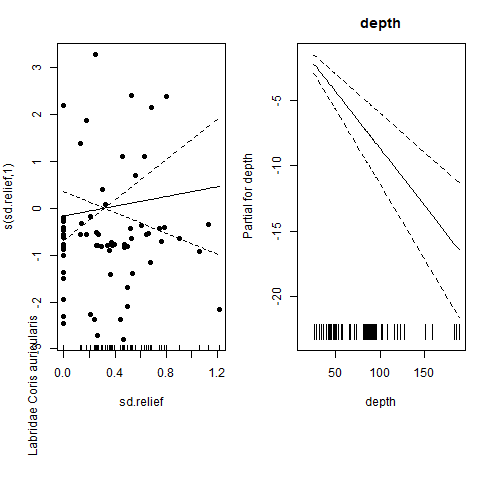 depth
s(sd.relief,1)
3
2
1
0
-1
-2
-3
0.0 0.4 0.8 1.2
sd.relief
Labridae Coris auricularis
Partial for depth
-5
-10
-15
-20
50 100 150
depth